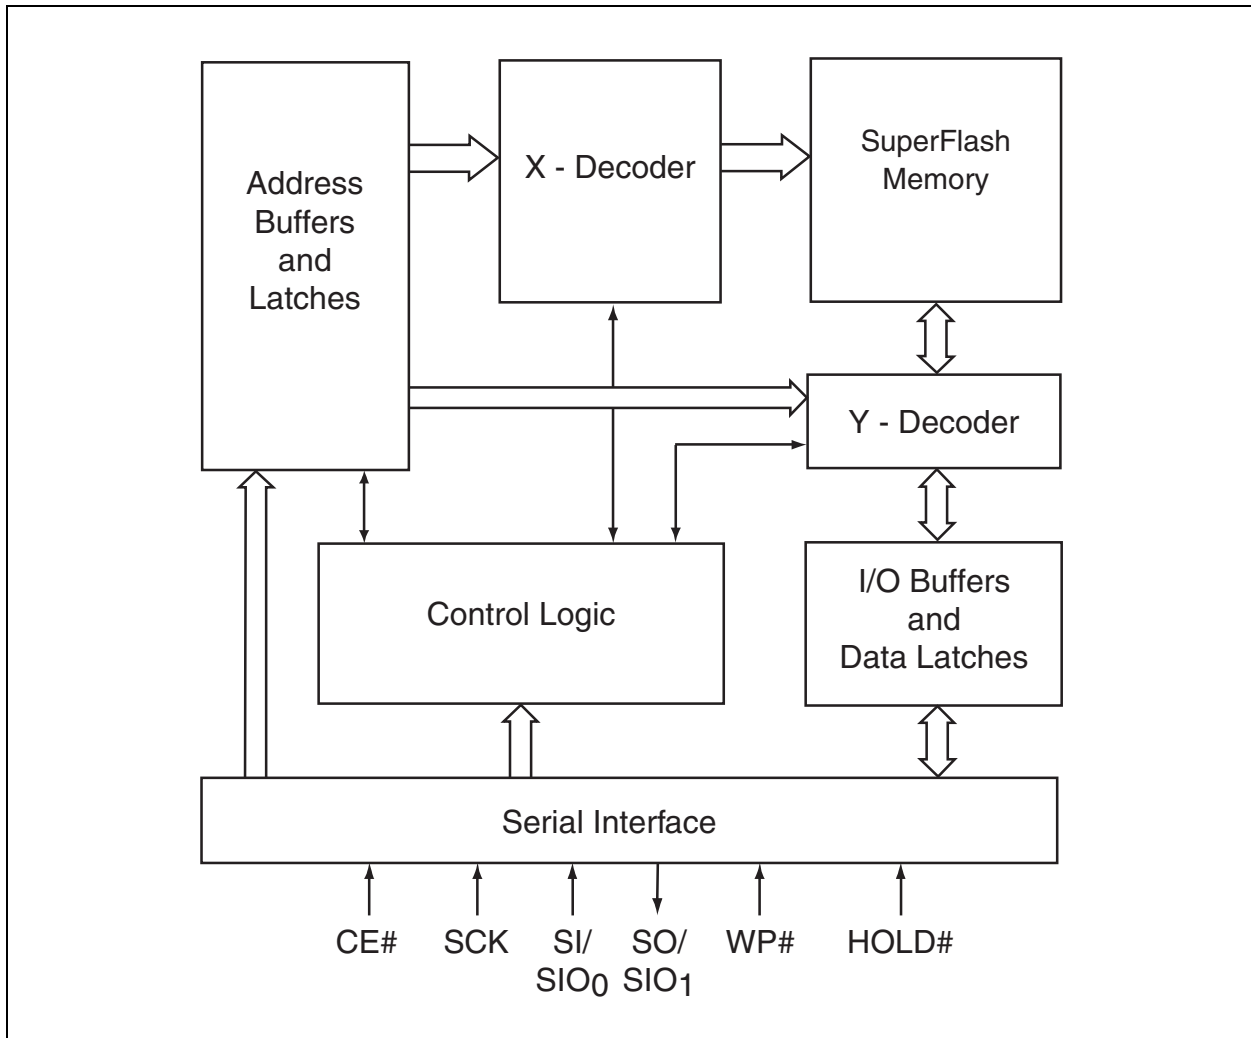 Address
Buffers
and
Latches
X - Decoder
SuperFlash
Memory
Y - Decoder
Control Logic
I/O Buffers
and
Data Latches
Serial Interface
CE# SCK SI/ SO/ WP# HOLD#
SIO0 SIO1